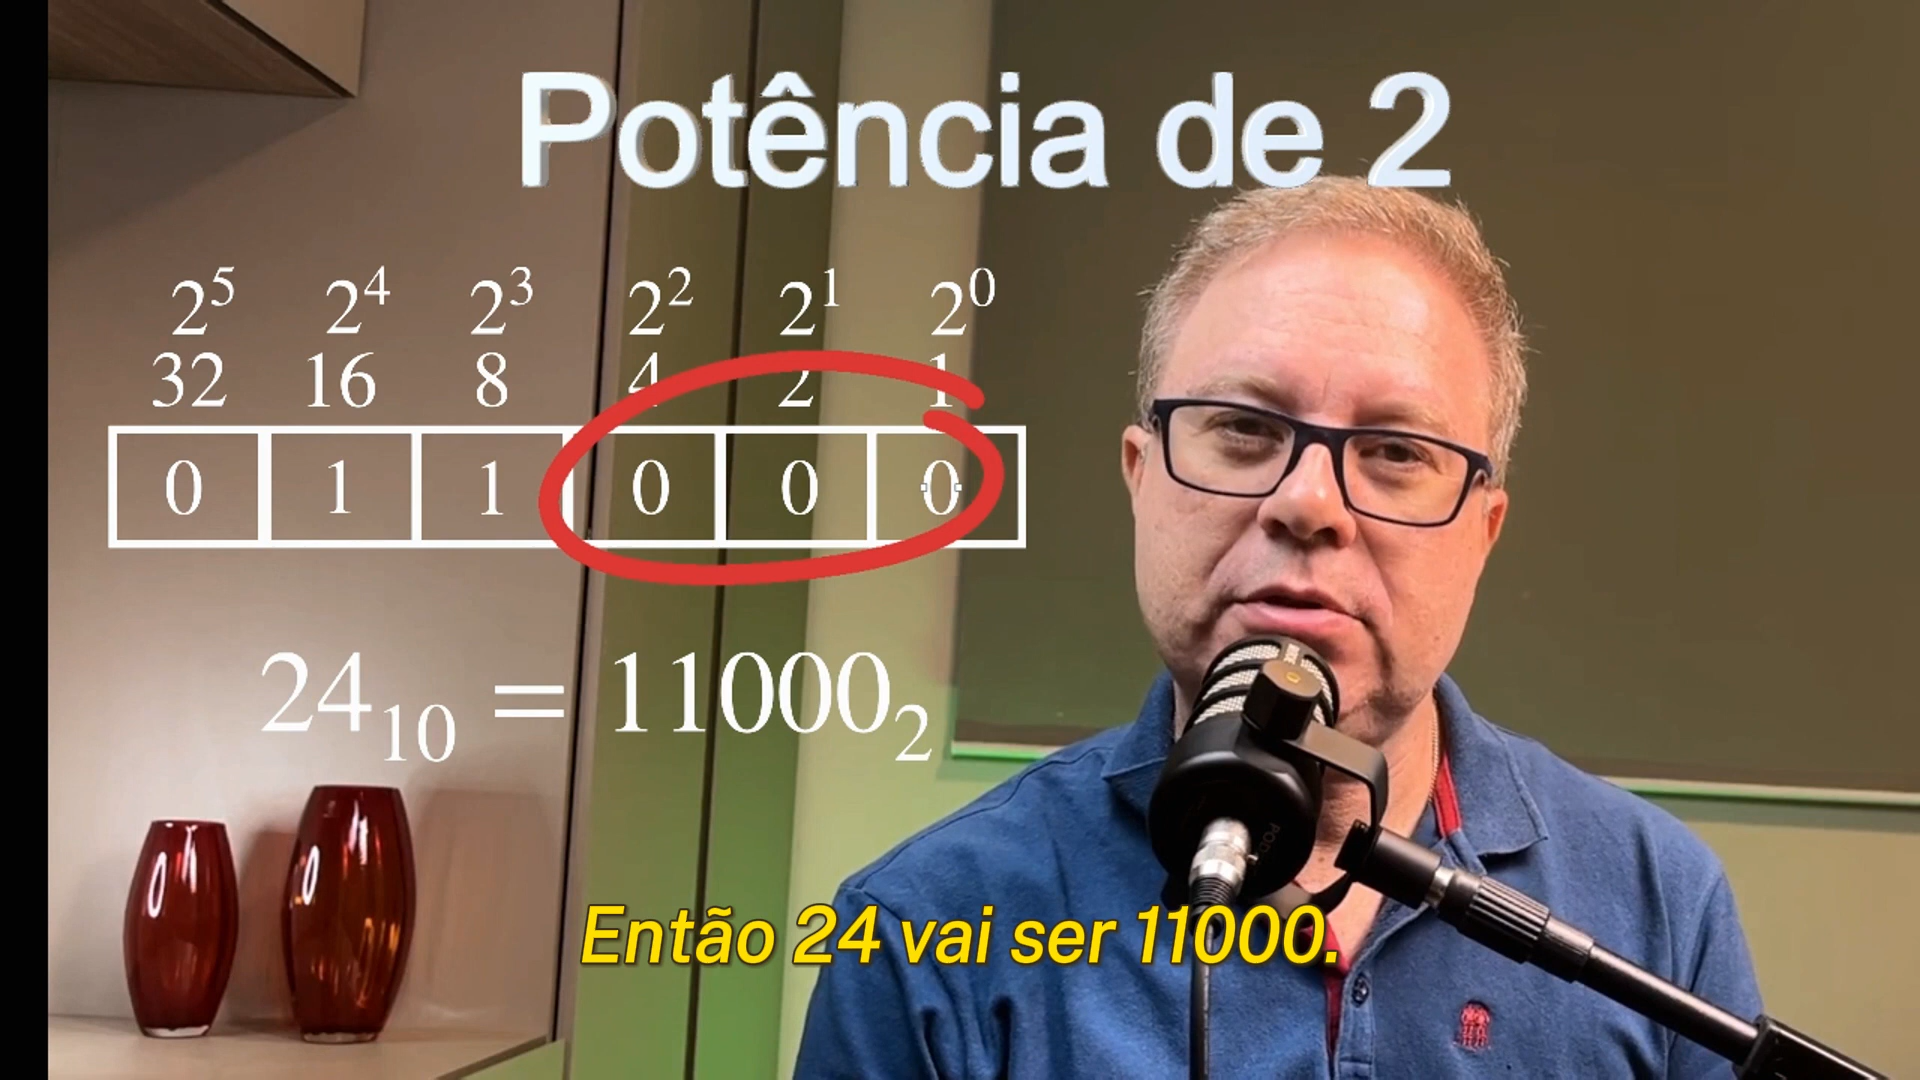 Potência de 2
2⁵ 2⁴ 2³ 2² 2¹ 2⁰
32 16 8 4 2 1
0 1 1 0 0 0
24₁₀ = 11000₂
Então 24 vai ser 11000.